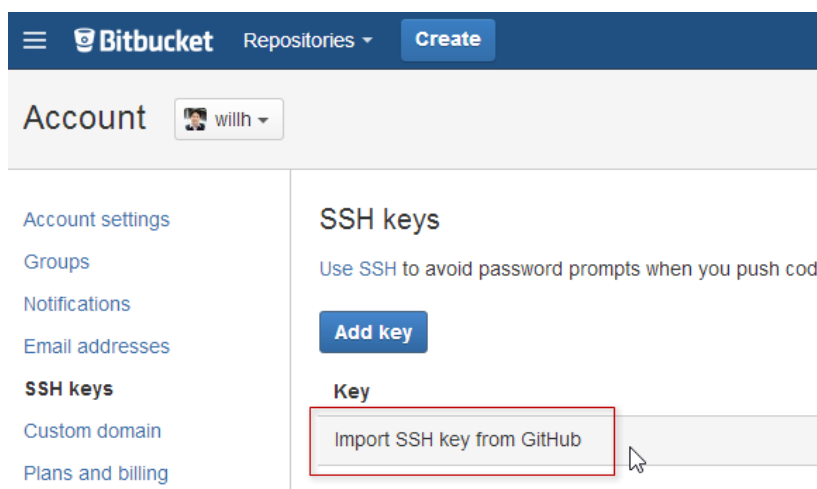 Bitbucket Repositories Create
Account willh
Account settings
Groups
Notifications
Email addresses
SSH keys
Custom domain
Plans and billing
SSH keys
Use SSH to avoid password prompts when you push cod
Add key
Key
Import SSH key from GitHub